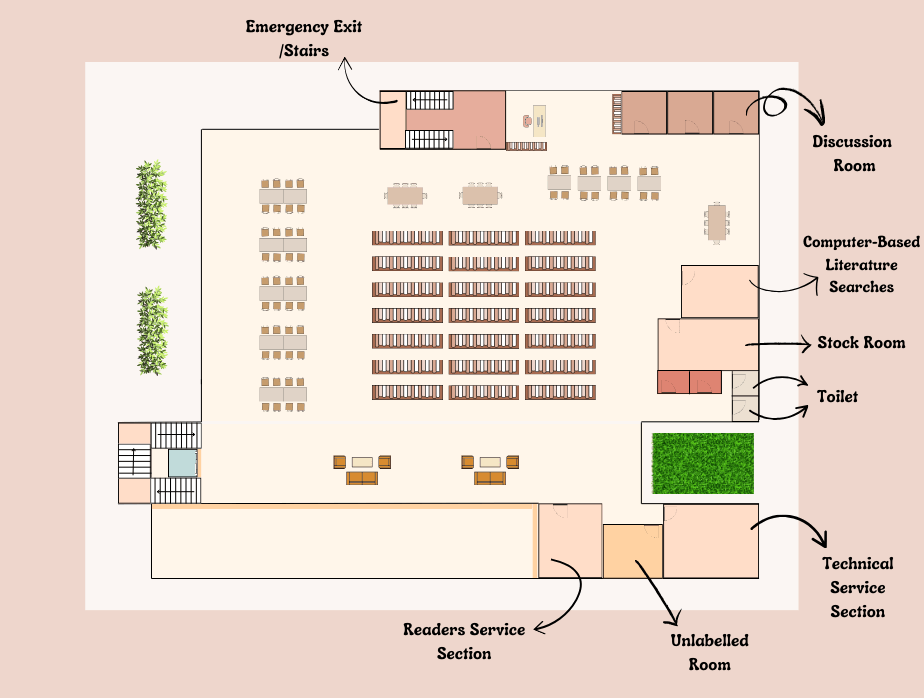 Emergency Exit
/Stairs
Discussion
Room
Computer-Based
Literature
Searches
Stock Room
Toilet
Technical
Service
Section
Readers Service
Section
Unlabelled
Room